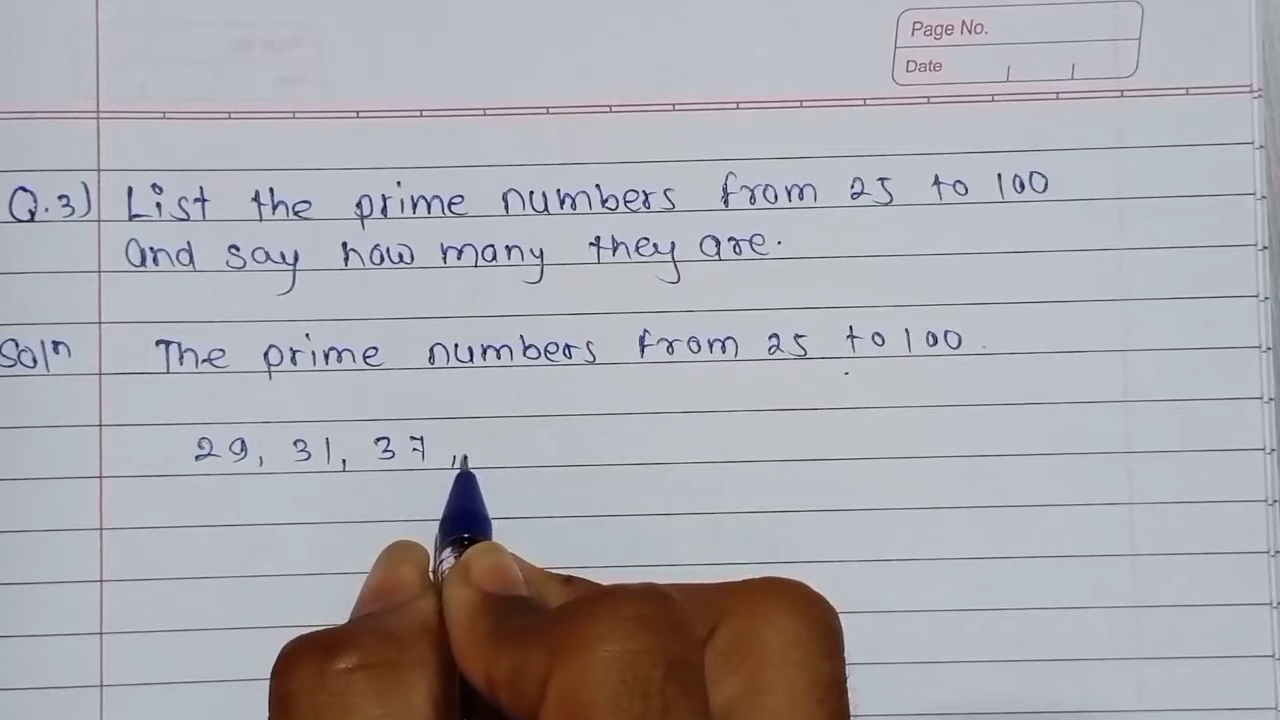 Page No.
Date
Q.3) List the prime numbers from 25 to 100
and say how many they are.
Soln The prime numbers from 25 to 100.
29, 31, 37,